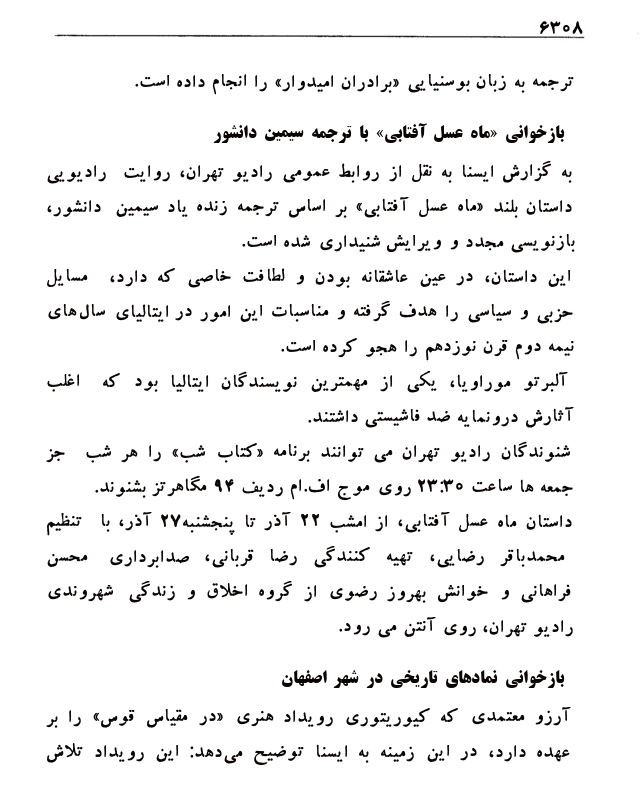 ۶۳۰۸
ترجمه به زبان بوسنیایی «برادران امیدوار» را انجام داده است.
بازخوانی «ماه عسل آفتابی» با ترجمه سیمین دانشور
به گزارش ایسنا به نقل از روابط عمومی رادیو تهران، روایت رادیویی
داستان بلند «ماه عسل آفتابی» بر اساس ترجمه زنده یاد سیمین دانشور،
بازنویسی مجدد و ویرایش شنیداری شده است.
این داستان، در عین عاشقانه بودن و لطافت خاصی که دارد، مسایل
حزبی و سیاسی را هدف گرفته و مناسبات این امور در ایتالیای سال‌های
نیمه دوم قرن نوزدهم را هجو کرده است.
آلبرتو موراویا، یکی از مهمترین نویسندگان ایتالیا بود که اغلب
آثارش درونمایه ضد فاشیستی داشتند.
شنوندگان رادیو تهران می توانند برنامه «کتاب شب» را هر شب جز
جمعه ها ساعت ۲۳:۳۰ روی موج اف.ام ردیف ۹۴ مگاهرتز بشنوند.
داستان ماه عسل آفتابی، از امشب ۲۲ آذر تا پنجشنبه۲۷ آذر، با تنظیم
محمدباقر رضایی، تهیه کنندگی رضا قربانی، صدابرداری محسن
فراهانی و خوانش بهروز رضوی از گروه اخلاق و زندگی شهروندی
رادیو تهران، روی آنتن می رود.
بازخوانی نمادهای تاریخی در شهر اصفهان
آرزو معتمدی که کیوریتوری رویداد هنری «در مقیاس قوس» را بر
عهده دارد، در این زمینه به ایسنا توضیح می‌دهد: این رویداد تلاش